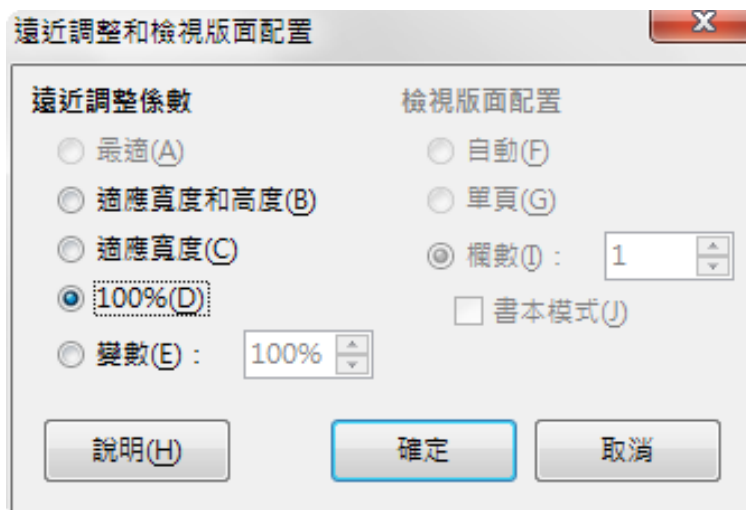 遠近調整和檢視版面配置
遠近調整係數
最適(A)
適應寬度和高度(B)
適應寬度(C)
100%(D)
變數(E)： 100%
檢視版面配置
自動(F)
單頁(G)
欄數(I)： 1
書本模式(J)
說明(H) 確定 取消